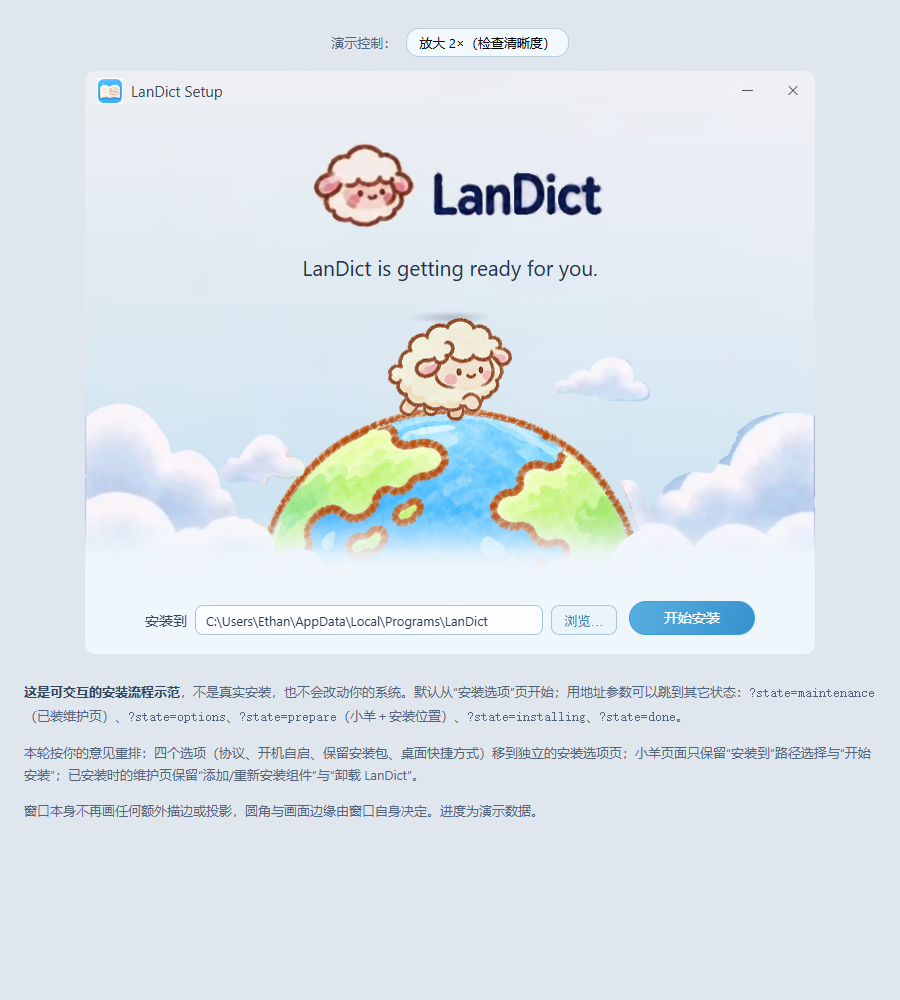 演示控制： 放大 2×（检查清晰度）
LanDict Setup
LanDict
LanDict is getting ready for you.
安装到 C:\Users\Ethan\AppData\Local\Programs\LanDict 浏览... 开始安装
这是可交互的安装流程示范，不是真实安装，也不会改动你的系统。默认从“安装选项”页开始；用地址参数可以跳到其它状态：?state=maintenance
（已装维护页）、?state=options、?state=prepare（小羊＋安装位置）、?state=installing、?state=done。
本轮按你的意见重排：四个选项（协议、开机自启、保留安装包、桌面快捷方式）移到独立的安装选项页；小羊页面只保留“安装到”路径选择与“开始
安装”；已安装时的维护页保留“添加/重新安装组件”与“卸载 LanDict”。
窗口本身不再画任何额外描边或投影，圆角与画面边缘由窗口自身决定。进度为演示数据。